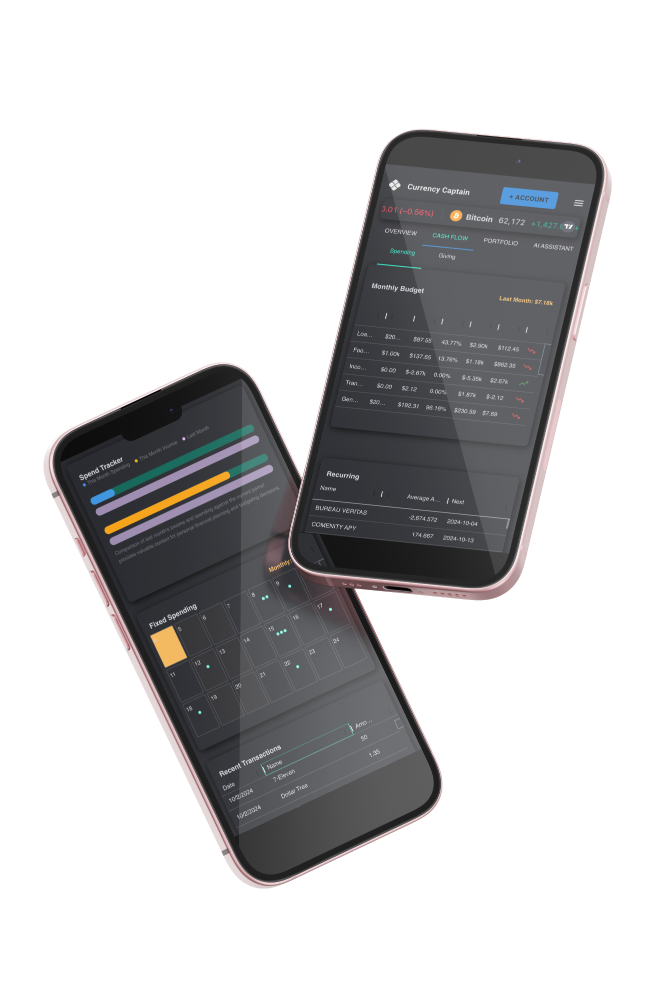 Currency Captain
+ ACCOUNT
3.01 (−0.56%) Bitcoin 62,172 +1,427
OVERVIEW CASH FLOW PORTFOLIO AI ASSISTANT
Spending Giving
Monthly Budget
Last Month: $7.18k
Loa... $20... $87.55 43.77% $2.90k $112.45
Foo... $1.00k $137.65 13.76% $1.18k $862.35
Inco... $0.00 $-2.67k 0.00% $-5.35k $2.67k
Tran... $0.00 $2.12 0.00% $1.87k $-2.12
Gen... $20... $192.31 96.16% $230.59 $7.69
Recurring
Name Average A... Next
BUREAU VERITAS -2,674.572 2024-10-04
COMENITY APY 174.667 2024-10-13
Spend Tracker
This Month Spending This Month Income Last Month
Comparison of last month's income and spending against the current period
provides valuable context for personal financial planning and budgeting decisions.
Fixed Spending
Monthly
5 6 7 8 9
11 12 13 14 15 16 17
18 19 20 21 22 23 24
Recent Transactions
Date Name Amo...
10/2/2024 7-Eleven 50
10/2/2024 Dollar Tree 1.35